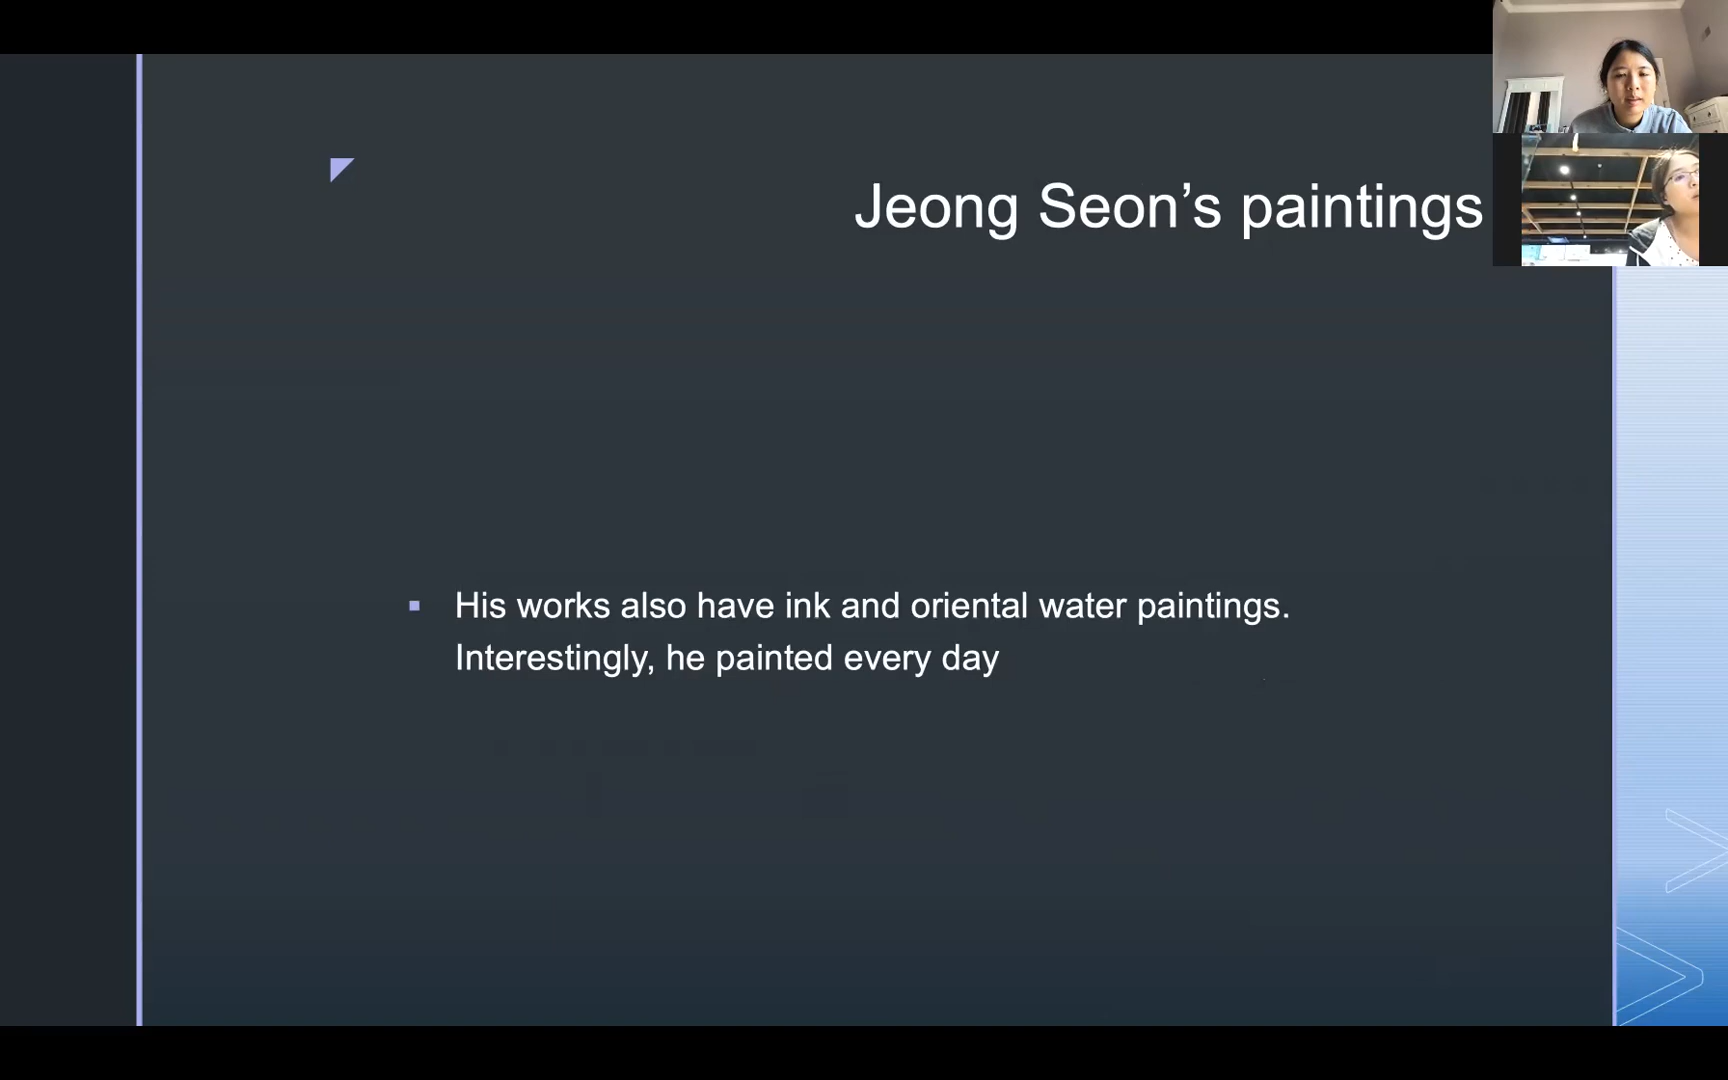 Jeong Seon’s paintings
His works also have ink and oriental water paintings.
Interestingly, he painted every day